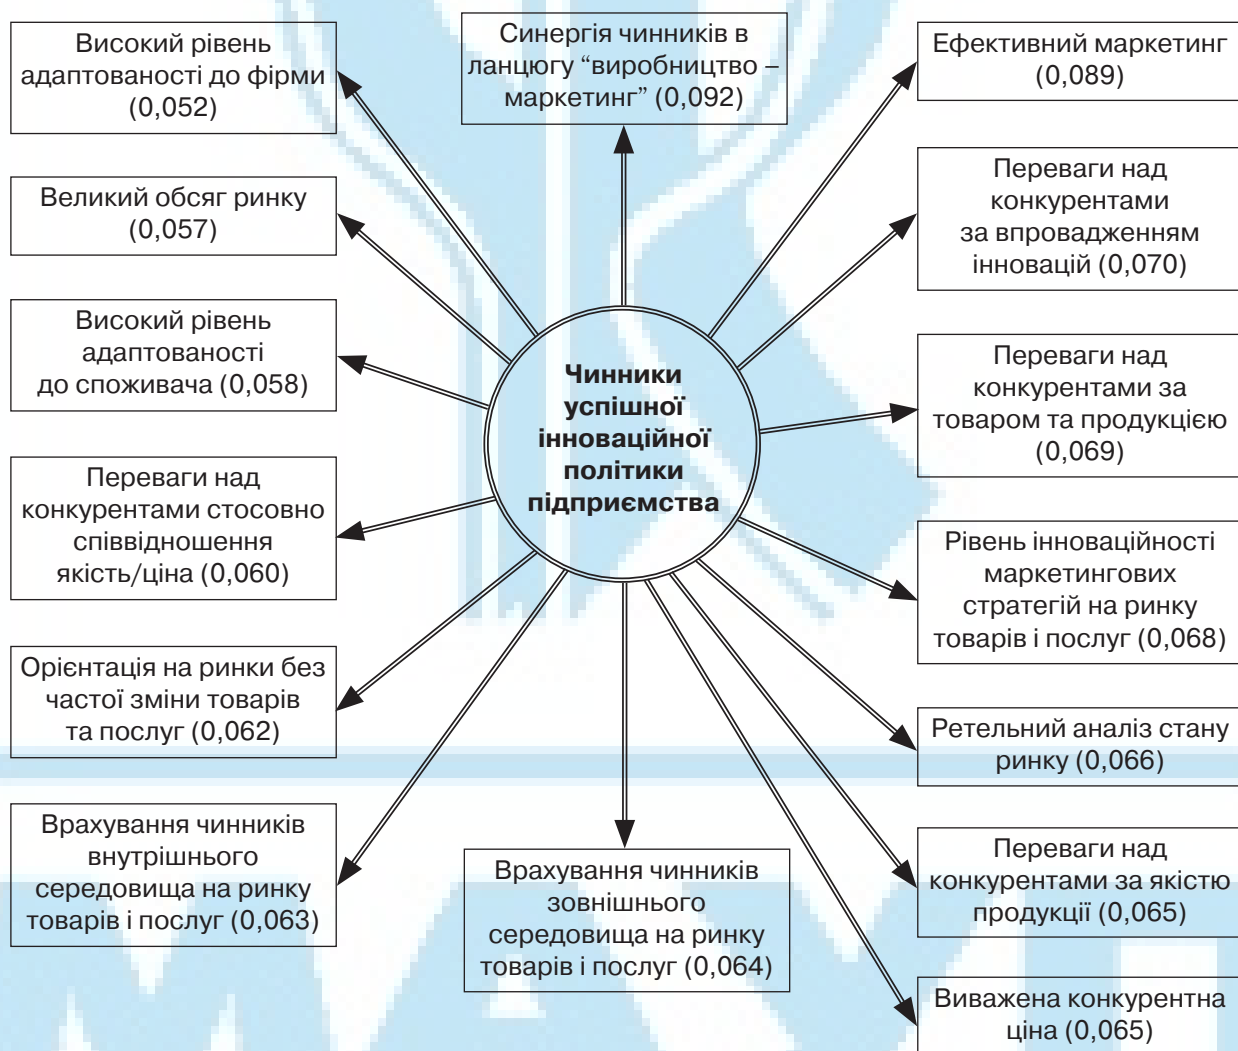 Високий рівень
адаптованості до фірми
(0,052)
Синергія чинників в
ланцюгу “виробництво –
маркетинг” (0,092)
Ефективний маркетинг
(0,089)
Великий обсяг ринку
(0,057)
Переваги над
конкурентами
за впровадженням
інновацій (0,070)
Високий рівень
адаптованості
до споживача (0,058)
Чинники
успішної
інноваційної
політики
підприємства
Переваги над
конкурентами за
товаром та продукцією
(0,069)
Переваги над
конкурентами стосовно
співвідношення
якість/ціна (0,060)
Рівень інноваційності
маркетингових
стратегій на ринку
товарів і послуг (0,068)
Орієнтація на ринки без
частої зміни товарів
та послуг (0,062)
Ретельний аналіз стану
ринку (0,066)
Врахування чинників
внутрішнього
середовища на ринку
товарів і послуг (0,063)
Врахування чинників
зовнішнього
середовища на ринку
товарів і послуг (0,064)
Переваги над
конкурентами за якістю
продукції (0,065)
Виважена конкурентна
ціна (0,065)